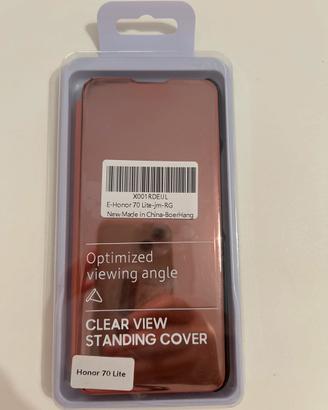 X001RDEUL
E-Honor 70 Lite-jm-RG
New-Made in China-BoerHang
Optimized
viewing angle
CLEAR VIEW
STANDING COVER
Honor 70 Lite